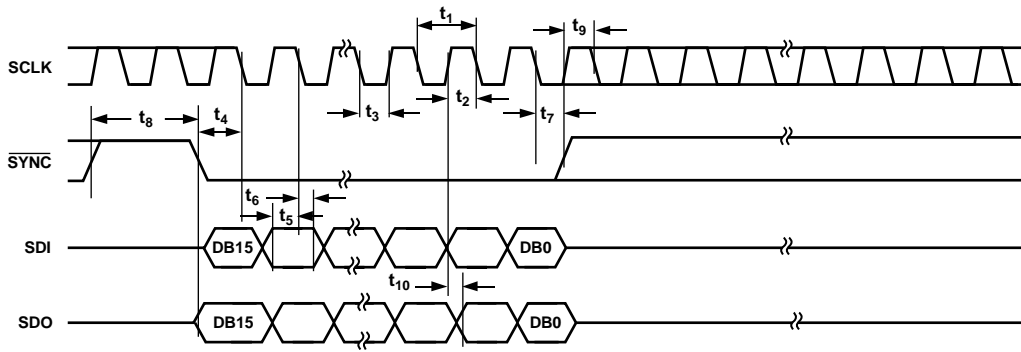 t1
t9
SCLK
t2
t3
t7
t8
t4
SYNC
t6
t5
SDI
DB15
DB0
t10
SDO
DB15
DB0